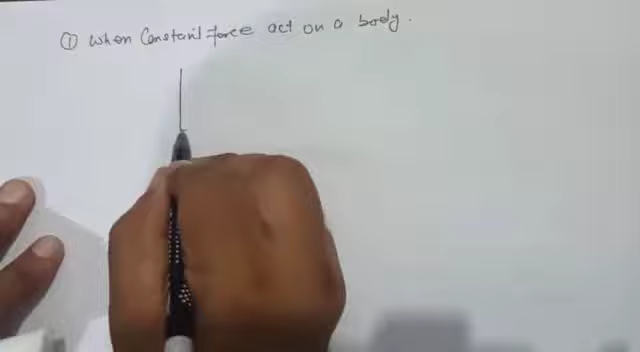 ① When Constant force act on a body.